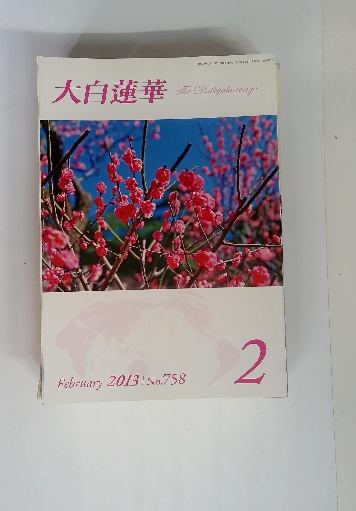 大白蓮華 The Daibyakurenge
2
February 2013 No.758